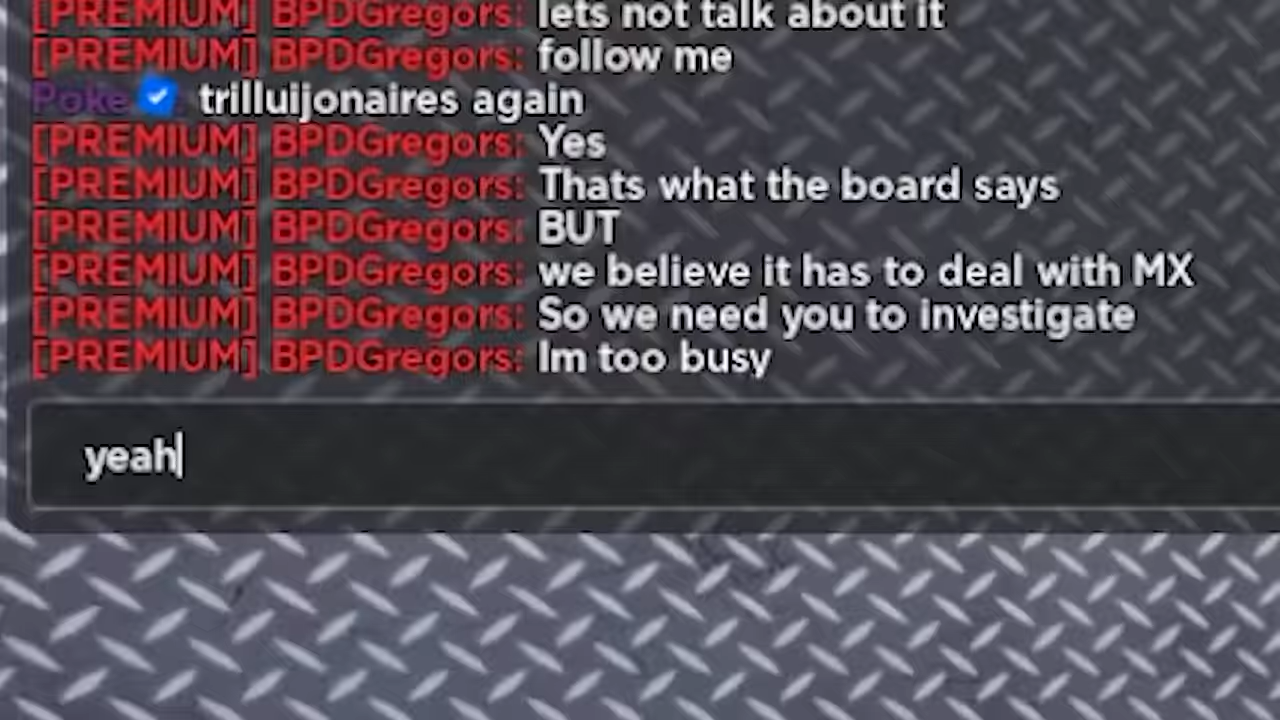 [PREMIUM] BPDGregors: lets not talk about it
[PREMIUM] BPDGregors: follow me
Poke: trilluijonaires again
[PREMIUM] BPDGregors: Yes
[PREMIUM] BPDGregors: Thats what the board says
[PREMIUM] BPDGregors: BUT
[PREMIUM] BPDGregors: we believe it has to deal with MX
[PREMIUM] BPDGregors: So we need you to investigate
[PREMIUM] BPDGregors: Im too busy
yeah